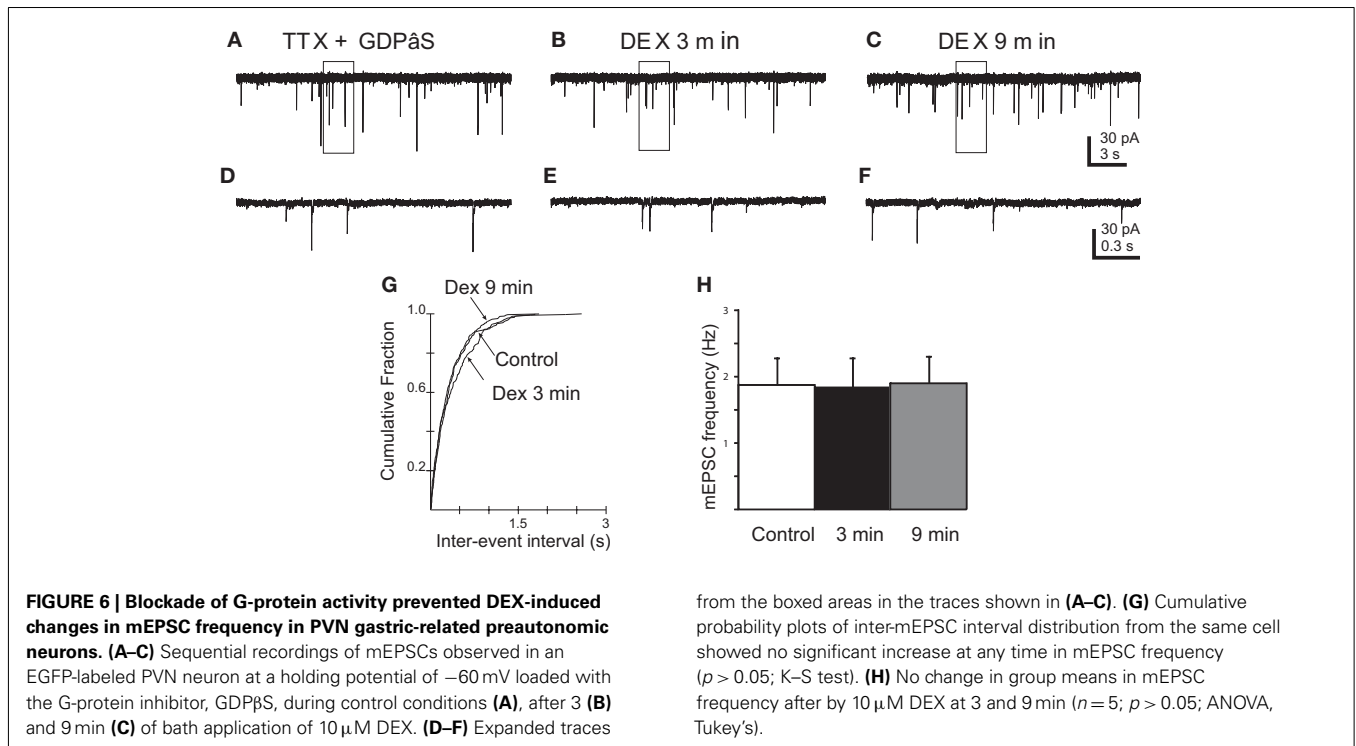 A TTX + GDPâS
B DEX 3 min
C DEX 9 min
30 pA
3 s
D
E
F
30 pA
0.3 s
G
Dex 9 min
Control
Dex 3 min
1.0
0.6
0.2
Cumulative Fraction
1.5 3
Inter-event interval (s)
H
3
2
1
mEPSC frequency (Hz)
Control 3 min 9 min
FIGURE 6 | Blockade of G-protein activity prevented DEX-induced
changes in mEPSC frequency in PVN gastric-related preautonomic
neurons. (A–C) Sequential recordings of mEPSCs observed in an
EGFP-labeled PVN neuron at a holding potential of −60 mV loaded with
the G-protein inhibitor, GDPβS, during control conditions (A), after 3 (B)
and 9 min (C) of bath application of 10 μM DEX. (D–F) Expanded traces
from the boxed areas in the traces shown in (A–C). (G) Cumulative
probability plots of inter-mEPSC interval distribution from the same cell
showed no significant increase at any time in mEPSC frequency
(p > 0.05; K–S test). (H) No change in group means in mEPSC
frequency after by 10 μM DEX at 3 and 9 min (n = 5; p > 0.05; ANOVA,
Tukey's).